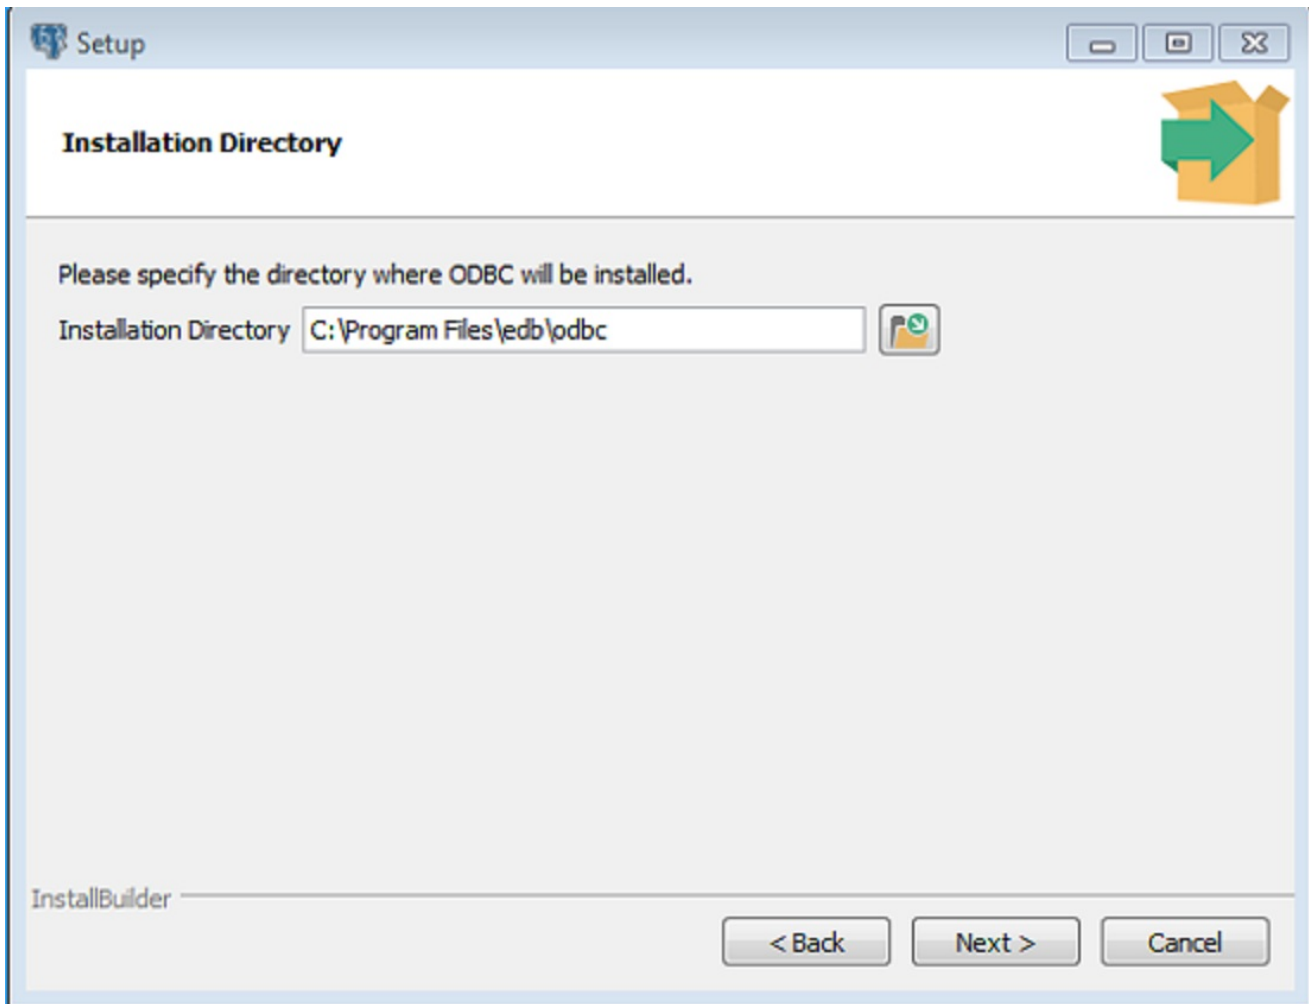 Setup
Installation Directory
Please specify the directory where ODBC will be installed.
Installation Directory C:\Program Files\edb\odbc
InstallBuilder
< Back Next > Cancel